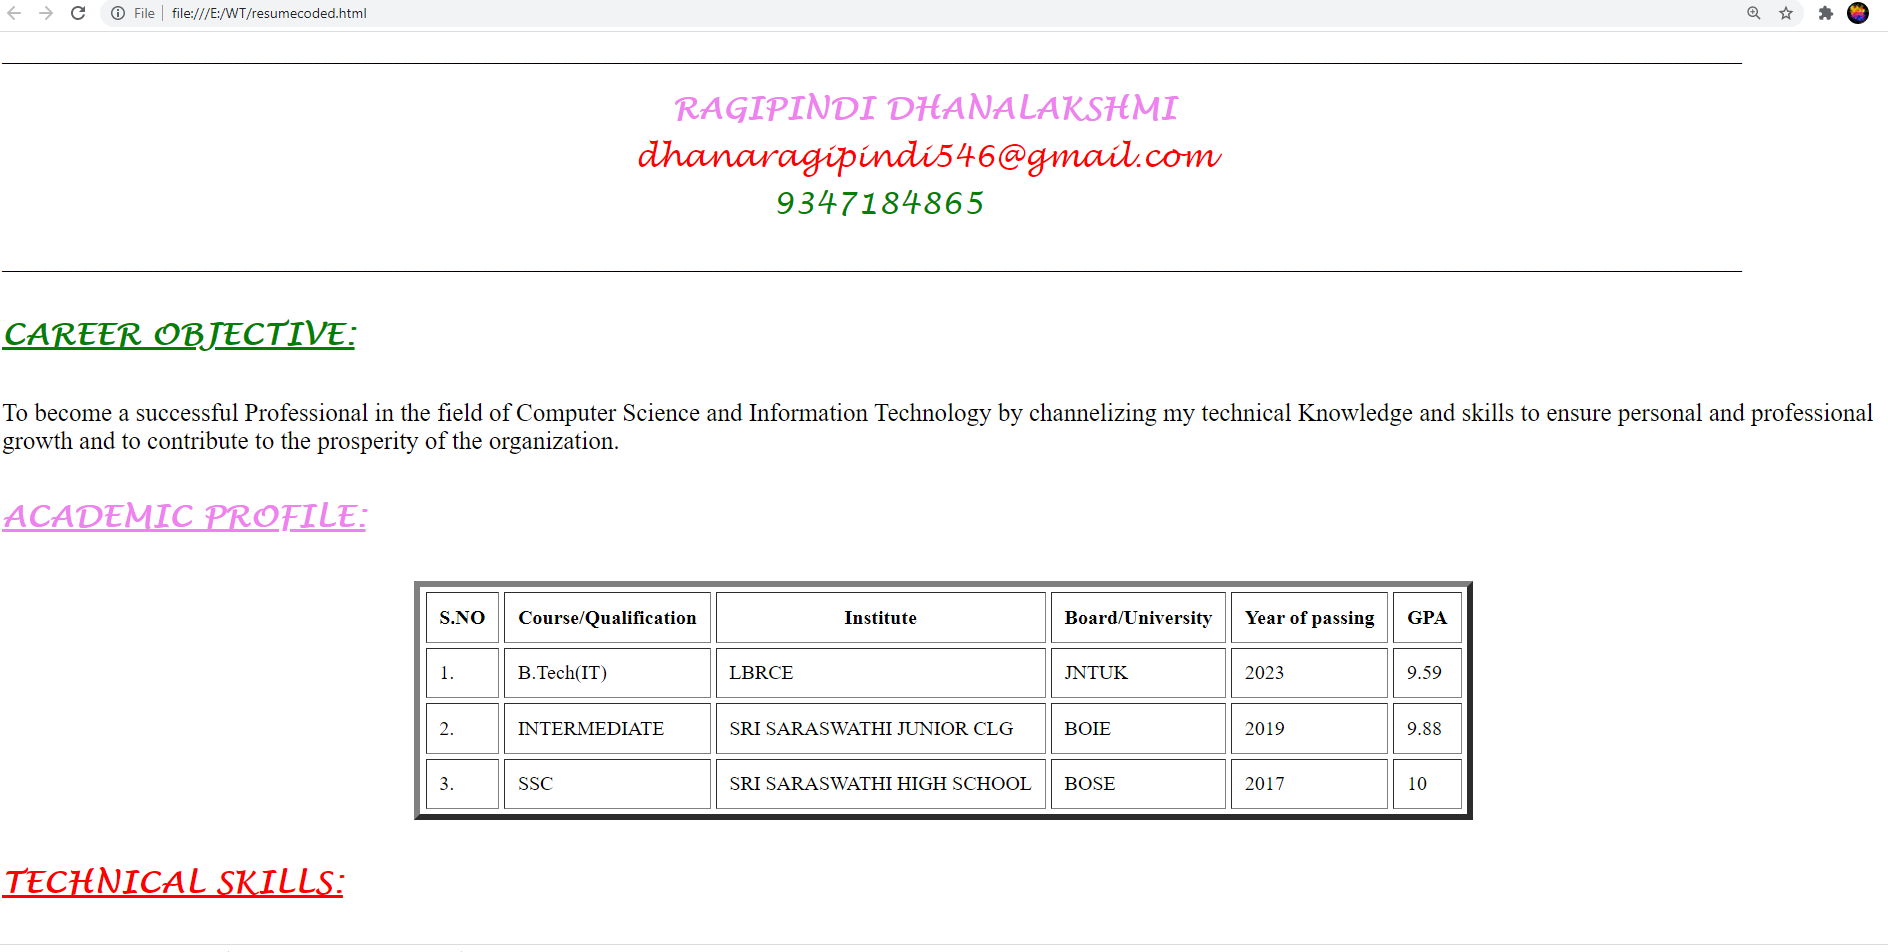 File file:///E:/WT/resumecoded.html
RAGIPINDI DHANALAKSHMI
dhanaragipindi546@gmail.com
9347184865
CAREER OBJECTIVE:
To become a successful Professional in the field of Computer Science and Information Technology by channelizing my technical Knowledge and skills to ensure personal and professional
growth and to contribute to the prosperity of the organization.
ACADEMIC PROFILE:
S.NO Course/Qualification Institute Board/University Year of passing GPA
1. B.Tech(IT) LBRCE JNTUK 2023 9.59
2. INTERMEDIATE SRI SARASWATHI JUNIOR CLG BOIE 2019 9.88
3. SSC SRI SARASWATHI HIGH SCHOOL BOSE 2017 10
TECHNICAL SKILLS: